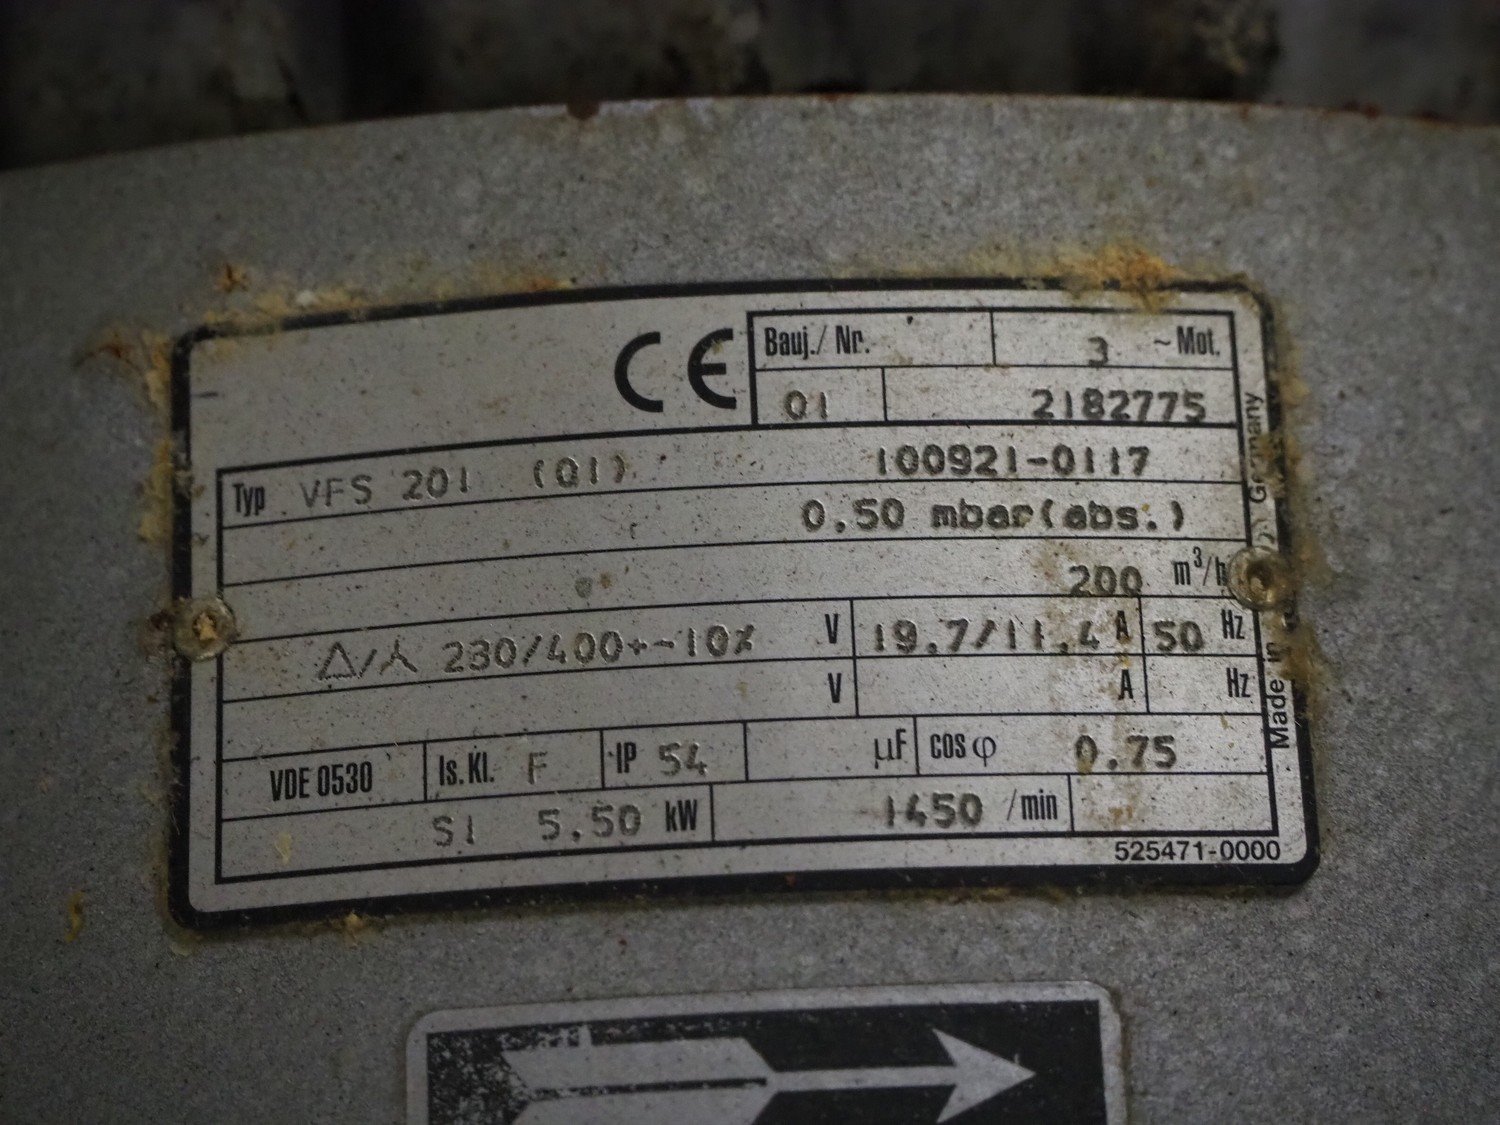 CE
Bauj./Nr. 3 ~ Mot.
01 2182775
Typ VFS 201 (01) 100921-0117
0.50 mbar(abs.)
200 m³/h
△/⅄ 230/400+-10% V 19.7/11.4 A 50 Hz
V A Hz
VDE 0530 Is.Kl. F IP 54 µF cos φ 0.75
S1 5.50 kW 1450 /min
525471-0000
Made in Germany